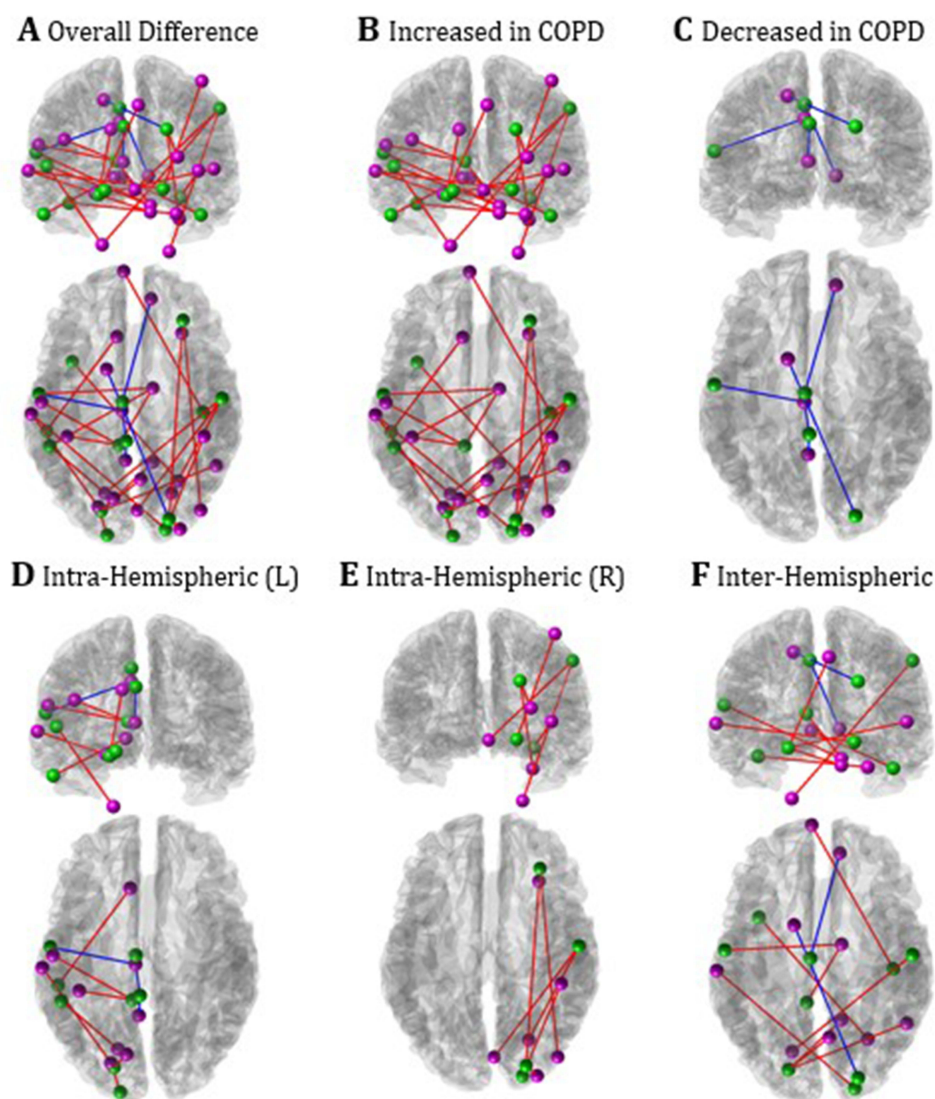 A Overall Difference
B Increased in COPD
C Decreased in COPD
D Intra-Hemispheric (L)
E Intra-Hemispheric (R)
F Inter-Hemispheric